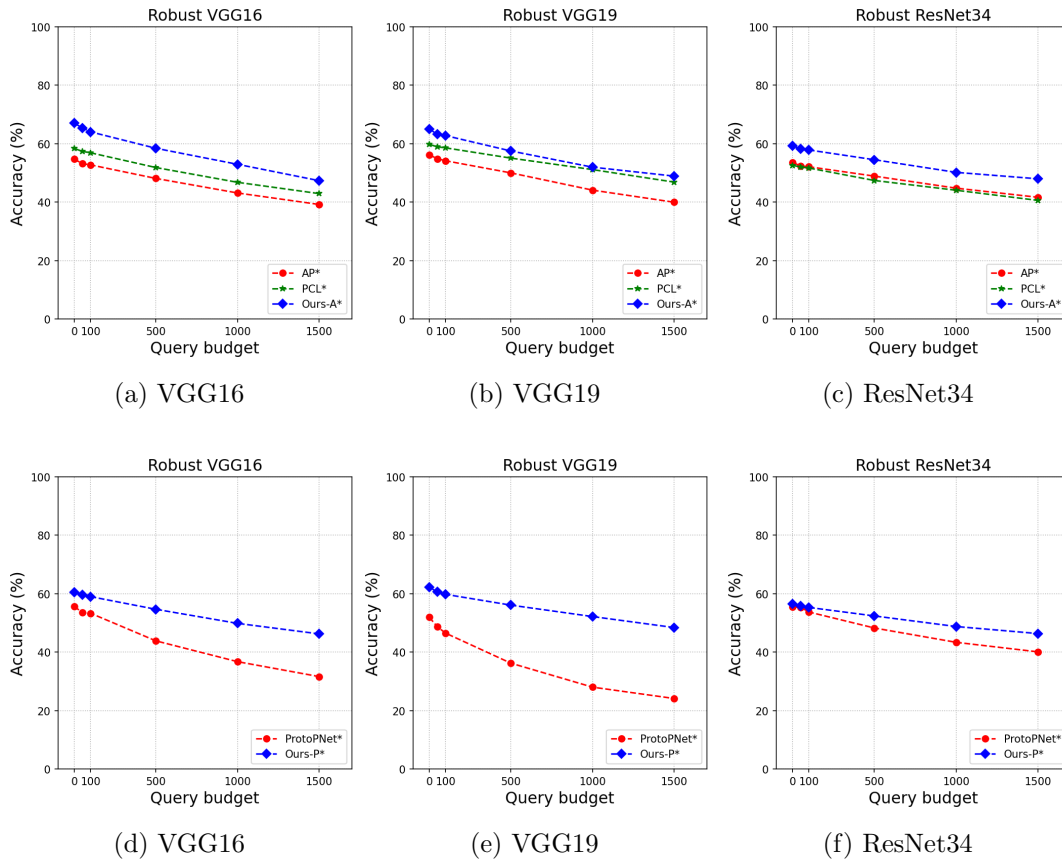 Robust VGG16
100
80
60
40
20
0
Accuracy (%)
AP*
PCL*
Ours-A*
0 100 500 1000 1500
Query budget
(a) VGG16
Robust VGG19
100
80
60
40
20
0
Accuracy (%)
AP*
PCL*
Ours-A*
0 100 500 1000 1500
Query budget
(b) VGG19
Robust ResNet34
100
80
60
40
20
0
Accuracy (%)
AP*
PCL*
Ours-A*
0 100 500 1000 1500
Query budget
(c) ResNet34
Robust VGG16
100
80
60
40
20
0
Accuracy (%)
ProtoPNet*
Ours-P*
0 100 500 1000 1500
Query budget
(d) VGG16
Robust VGG19
100
80
60
40
20
0
Accuracy (%)
ProtoPNet*
Ours-P*
0 100 500 1000 1500
Query budget
(e) VGG19
Robust ResNet34
100
80
60
40
20
0
Accuracy (%)
ProtoPNet*
Ours-P*
0 100 500 1000 1500
Query budget
(f) ResNet34